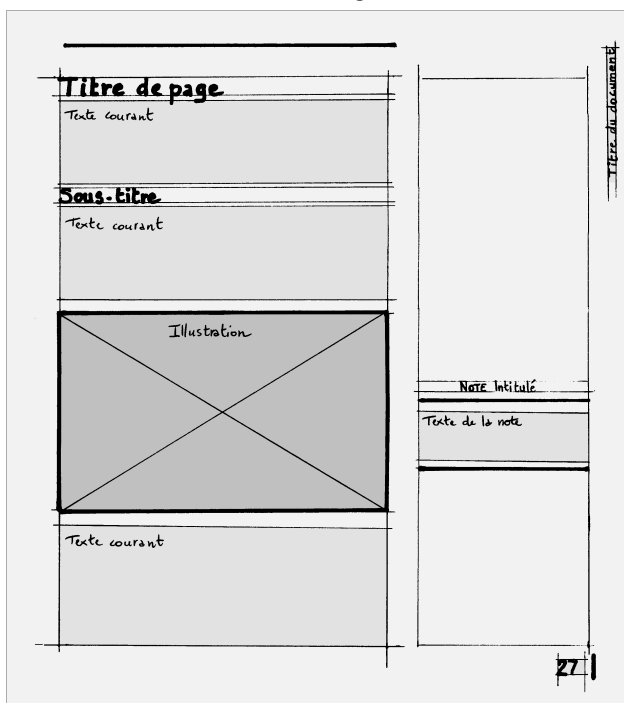 Titre de page
Texte courant
Sous-titre
Texte courant
Illustration
Texte courant
NOTE Intitulé
Texte de la note
Titre du document
27